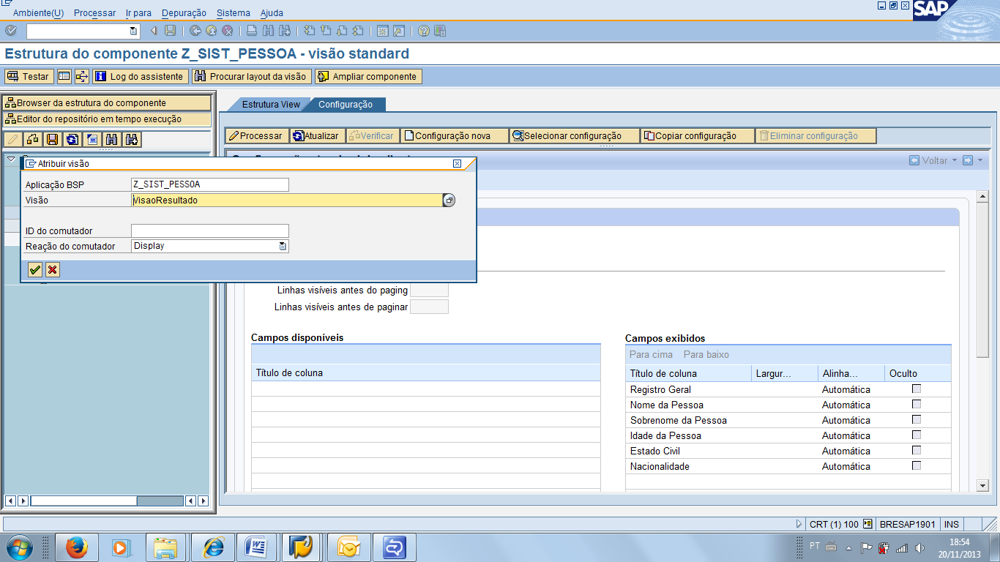 Ambiente(U) Processar Ir para Depuração Sistema Ajuda
SAP
Estrutura do componente Z_SIST_PESSOA - visão standard
Testar Log do assistente Procurar layout da visão Ampliar componente
Browser da estrutura do componente
Editor do repositório em tempo execução
Estrutura View Configuração
Processar Atualizar Verificar Configuração nova Selecionar configuração Copiar configuração Eliminar configuração
Voltar
Atribuir visão
Aplicação BSP Z_SIST_PESSOA
Visão VisaoResultado
ID do comutador
Reação do comutador Display
Linhas visíveis antes do paging
Linhas visíveis antes de paginar
Campos disponíveis
Título de coluna
Campos exibidos
Para cima Para baixo
Título de coluna Largur... Alinha... Oculto
Registro Geral Automática
Nome da Pessoa Automática
Sobrenome da Pessoa Automática
Idade da Pessoa Automática
Estado Civil Automática
Nacionalidade Automática
CRT (1) 100 BRESAP1901 INS
PT 18:54
20/11/2013